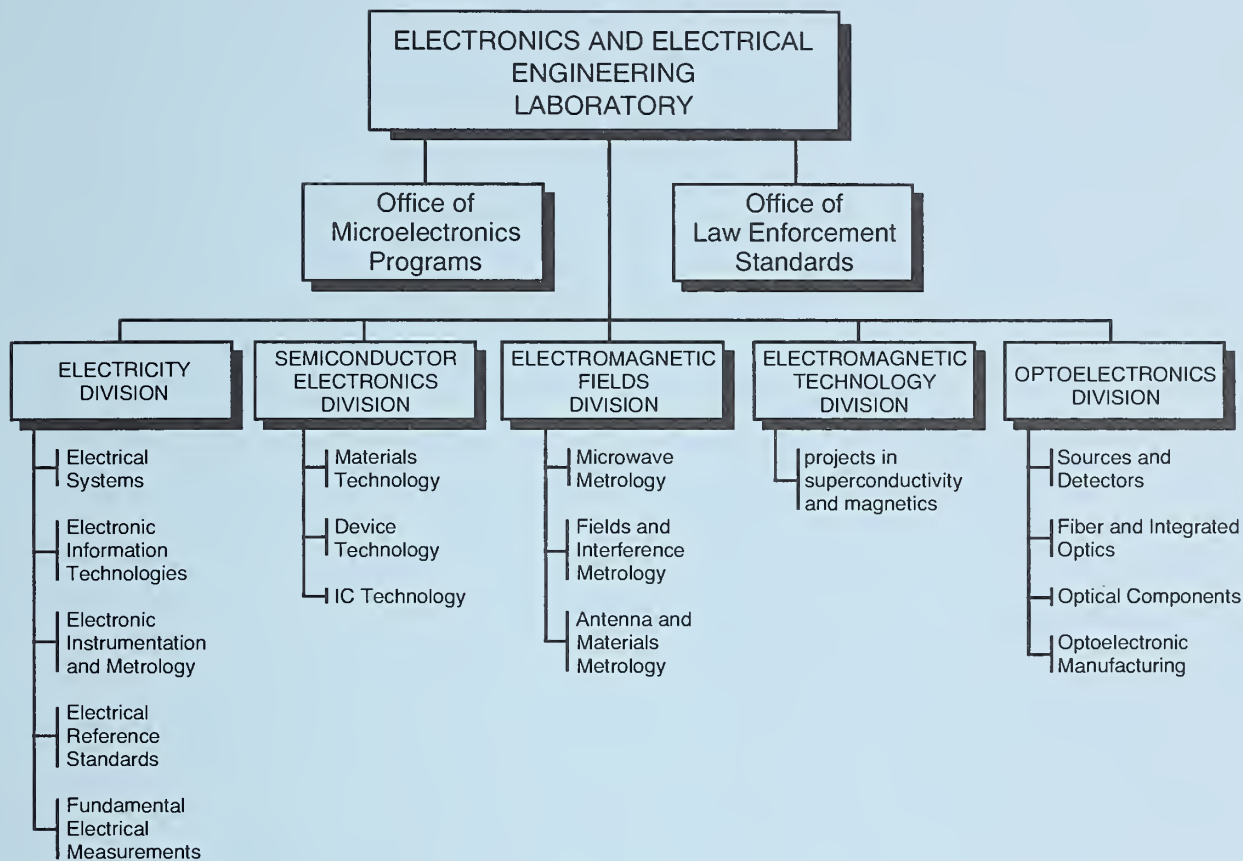 ELECTRONICS AND ELECTRICAL
ENGINEERING
LABORATORY
Office of
Microelectronics
Programs
Office of
Law Enforcement
Standards
ELECTRICITY
DIVISION
Electrical
Systems
Electronic
Information
Technologies
Electronic
Instrumentation
and Metrology
Electrical
Reference
Standards
Fundamental
Electrical
Measurements
SEMICONDUCTOR
ELECTRONICS
DIVISION
Materials
Technology
Device
Technology
IC Technology
ELECTROMAGNETIC
FIELDS
DIVISION
Microwave
Metrology
Fields and
Interference
Metrology
Antenna and
Materials
Metrology
ELECTROMAGNETIC
TECHNOLOGY
DIVISION
projects in
superconductivity
and magnetics
OPTOELECTRONICS
DIVISION
Sources and
Detectors
Fiber and Integrated
Optics
Optical Components
Optoelectronic
Manufacturing